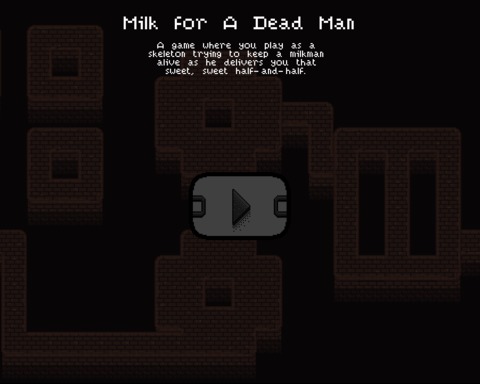 Milk for A Dead Man
A game where you play as a
skeleton trying to keep a milkman
alive as he delivers you that
sweet, sweet half-and-half.